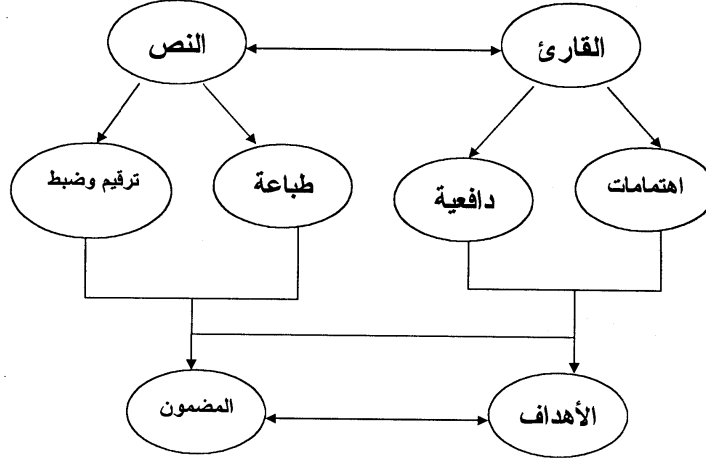 القارئ
النص
اهتمامات
دافعية
طباعة
ترقيم وضبط
الأهداف
المضمون